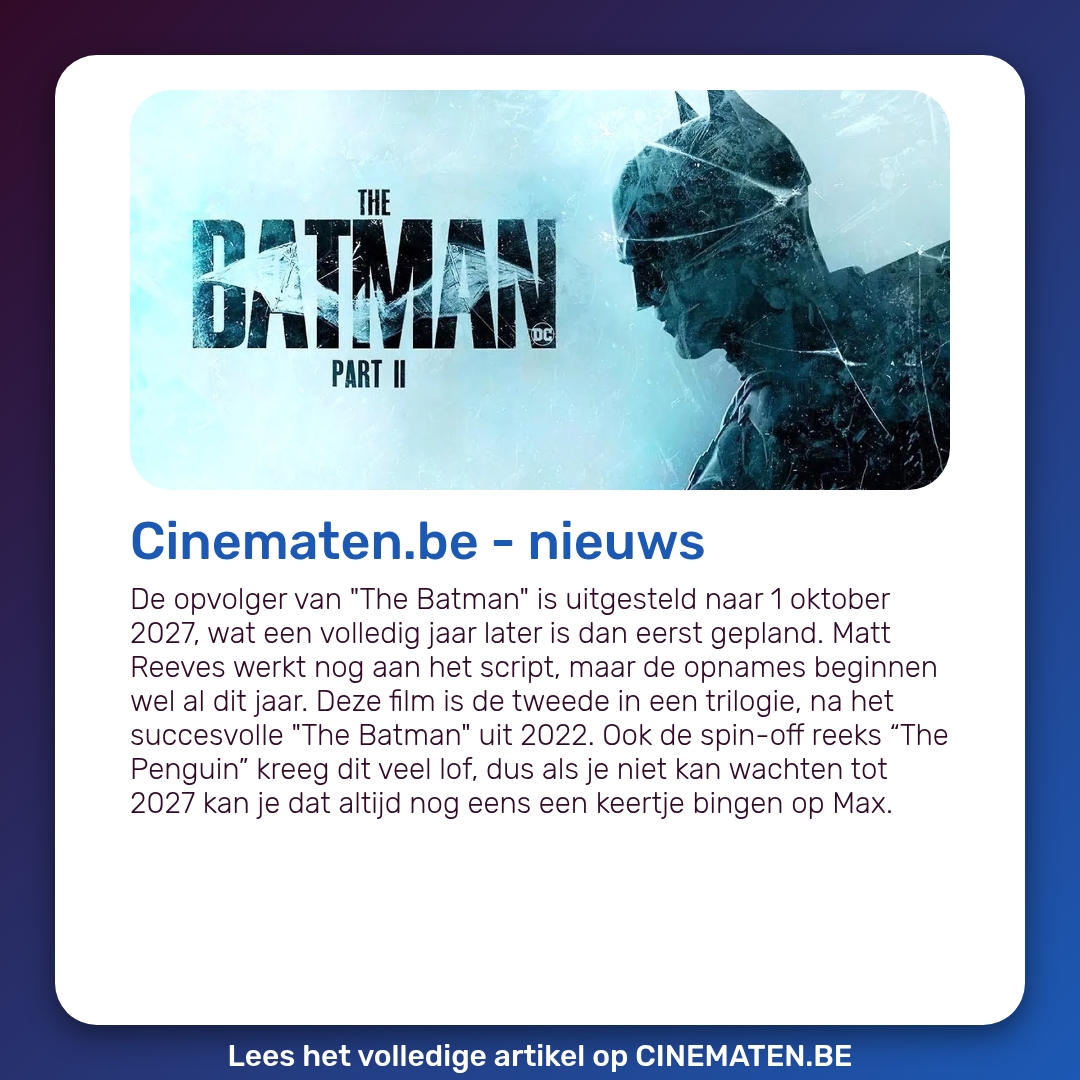 THE
BATMAN
DC
PART II
Cinematen.be - nieuws
De opvolger van "The Batman" is uitgesteld naar 1 oktober
2027, wat een volledig jaar later is dan eerst gepland. Matt
Reeves werkt nog aan het script, maar de opnames beginnen
wel al dit jaar. Deze film is de tweede in een trilogie, na het
succesvolle "The Batman" uit 2022. Ook de spin-off reeks “The
Penguin” kreeg dit veel lof, dus als je niet kan wachten tot
2027 kan je dat altijd nog eens een keertje bingen op Max.
Lees het volledige artikel op CINEMATEN.BE